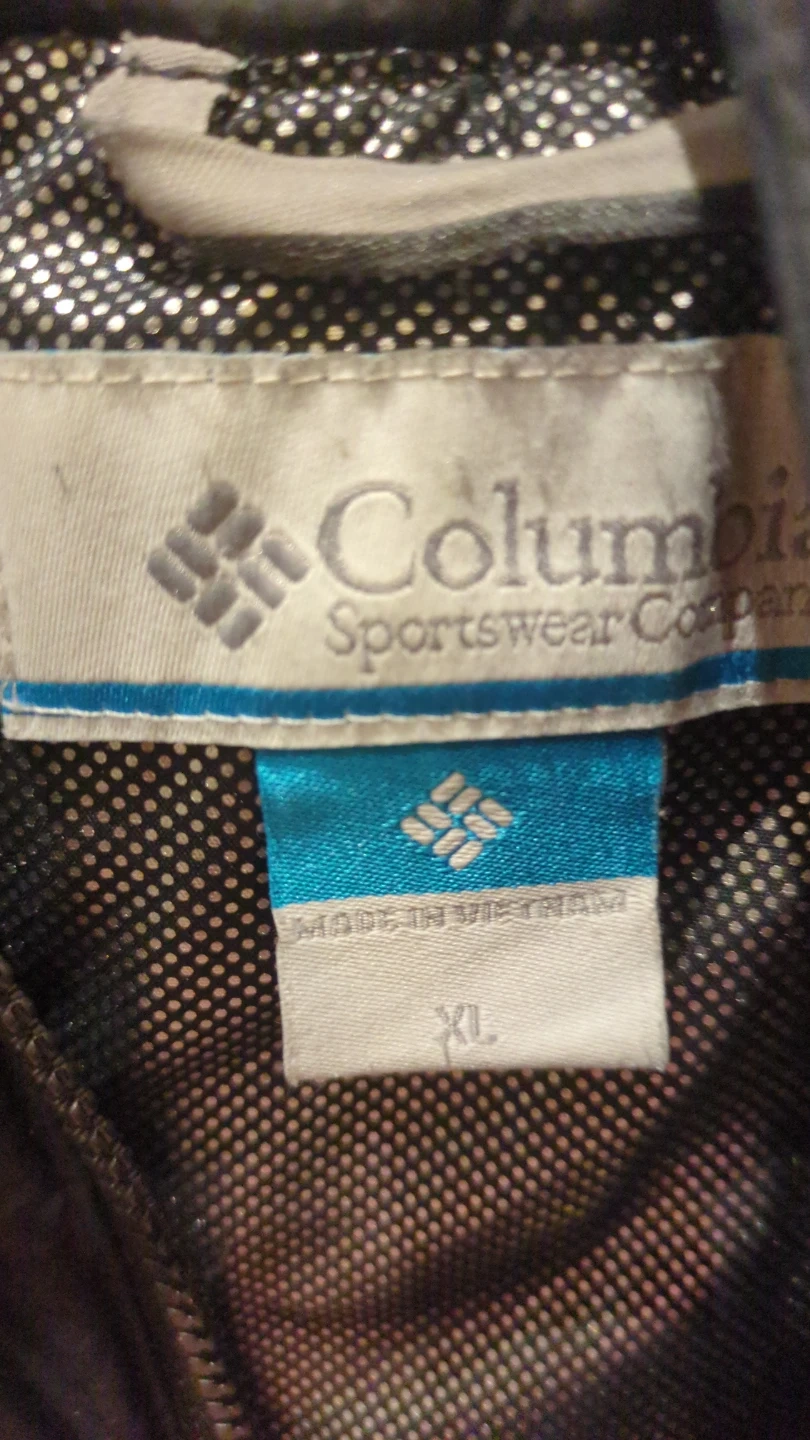 Columbia
Sportswear Compan
MADE IN VIETNAM
XL